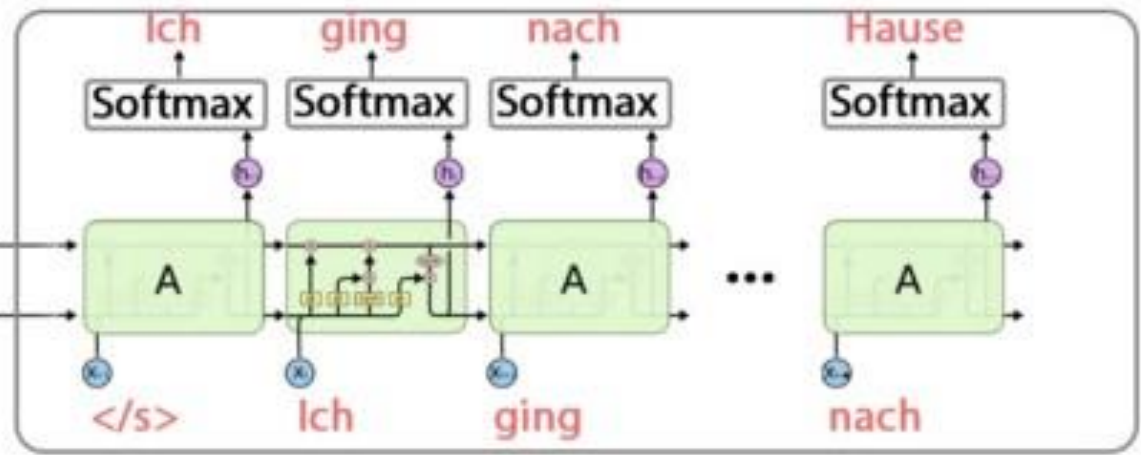 Ich ging nach Hause
Softmax Softmax Softmax Softmax
A A ... A
</s> Ich ging nach